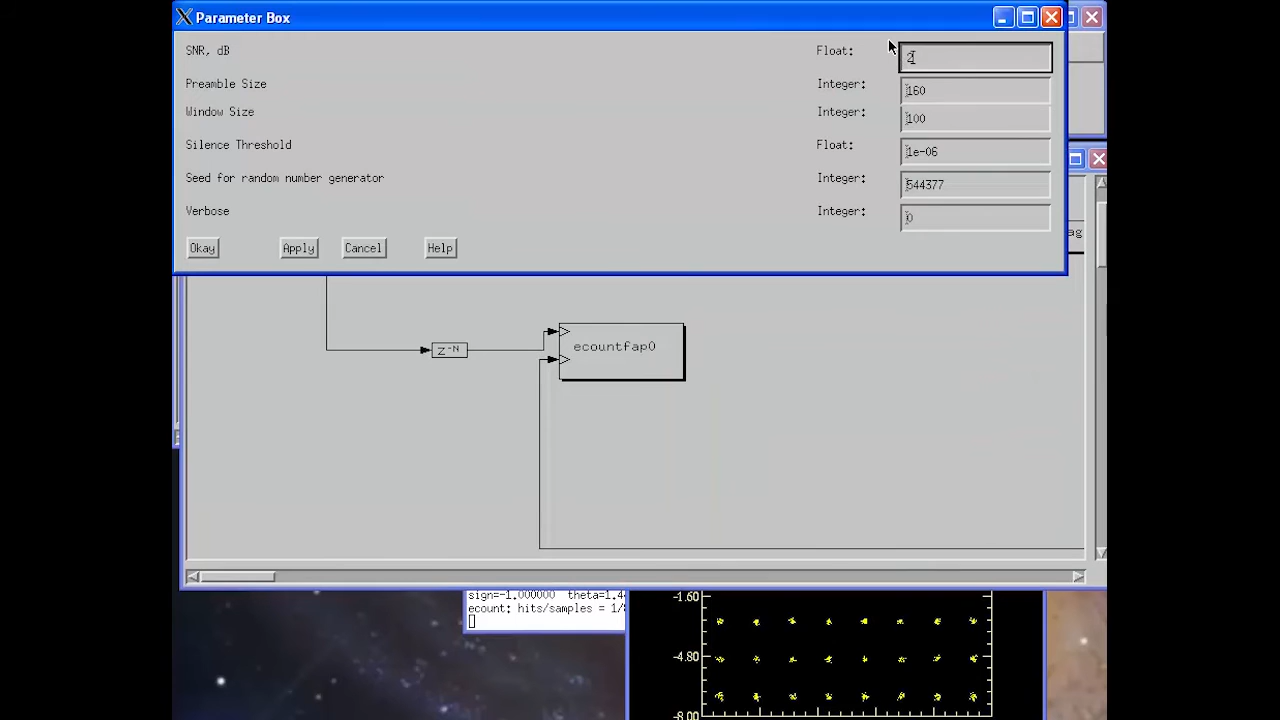 Parameter Box
SNR, dB Float: 2
Preamble Size Integer: 160
Window Size Integer: 100
Silence Threshold Float: 1e-06
Seed for random number generator Integer: 544377
Verbose Integer: 0
Okay Apply Cancel Help
ag
z-N
ecountfap0
sign=-1.000000 theta=1.4
ecount: hits/samples = 1/
-1.60
-4.80
-8.00